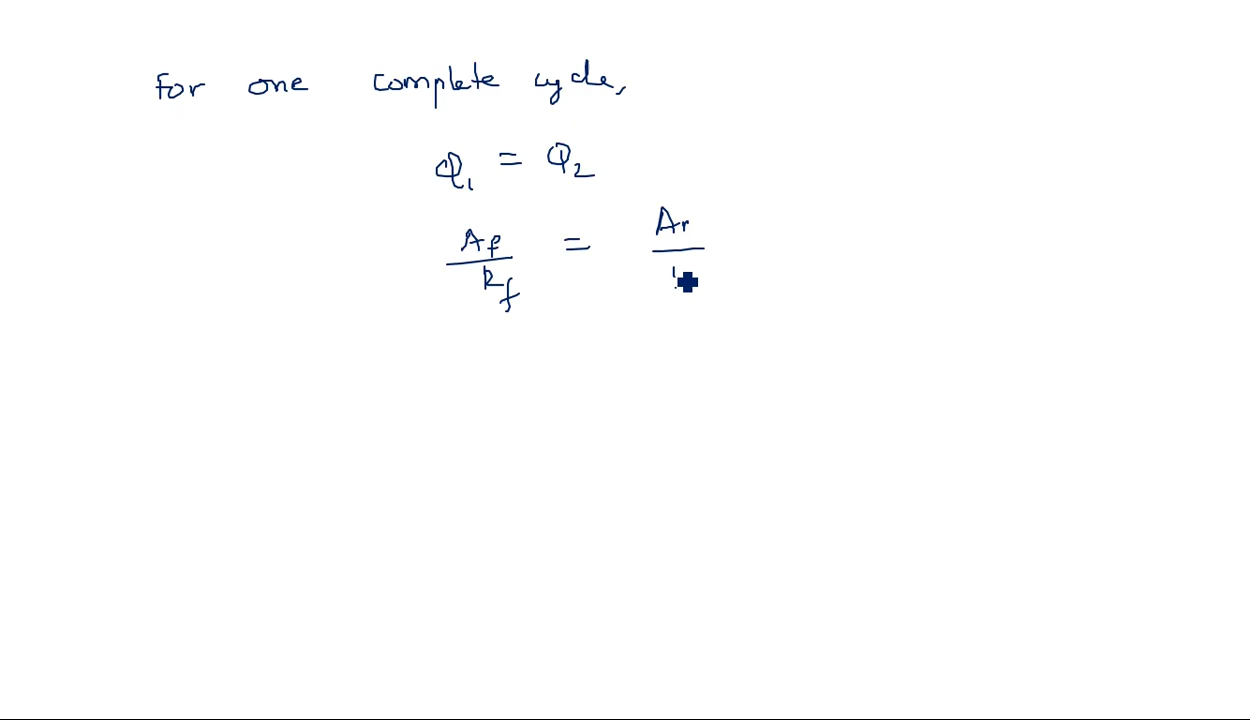 For one complete cycle,
Q₁ = Q₂
Af/Rf = Ar/